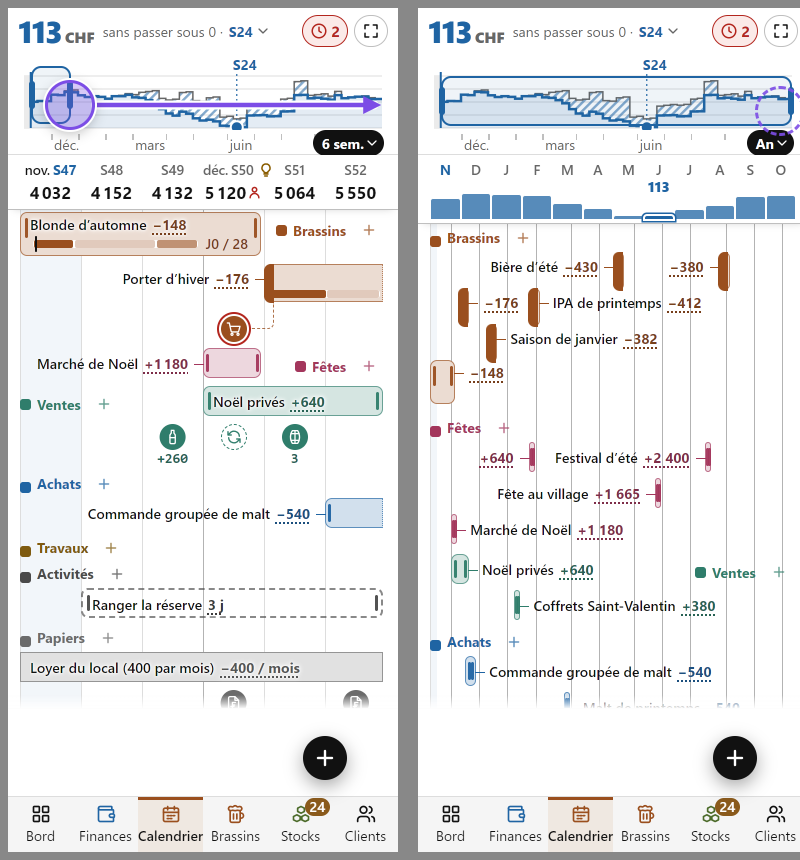 113 CHF sans passer sous 0 · S24 2
S24
déc. mars juin 6 sem.
nov. S47 S48 S49 déc. S50 S51 S52
4 032 4 152 4 132 5 120 5 064 5 550
Blonde d'automne −148
J0 / 28
Brassins +
Porter d'hiver −176
Marché de Noël +1 180
Fêtes +
Ventes +
Noël privés +640
+260 3
Achats +
Commande groupée de malt −540
Travaux +
Activités +
Ranger la réserve 3 j
Papiers +
Loyer du local (400 par mois) −400 / mois
+
24
Bord Finances Calendrier Brassins Stocks Clients
113 CHF sans passer sous 0 · S24 2
S24
déc. mars juin An
N D J F M A M J J A S O
113
Brassins +
Bière d'été −430 −380
−176 IPA de printemps −412
Saison de janvier −382
−148
Fêtes +
+640 Festival d'été +2 400
Fête au village +1 665
Marché de Noël +1 180
Noël privés +640
Ventes +
Coffrets Saint-Valentin +380
Achats +
Commande groupée de malt −540
Malt de printemps −540
+
24
Bord Finances Calendrier Brassins Stocks Clients